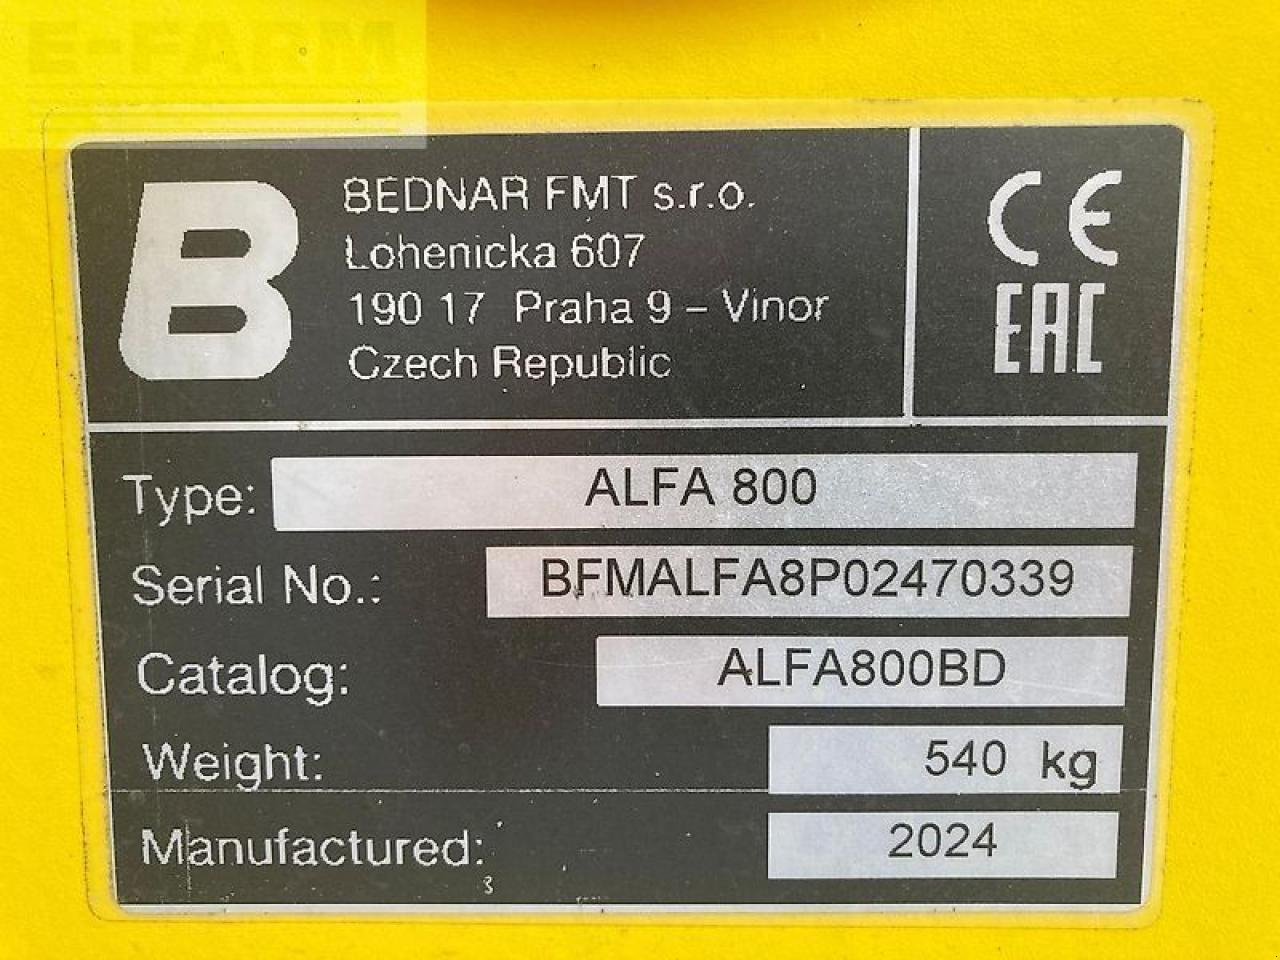 E-FARM
B
BEDNAR FMT s.r.o.
Lohenicka 607
190 17 Praha 9 – Vinor
Czech Republic
CE
EAC
Type: ALFA 800
Serial No.: BFMALFA8P02470339
Catalog: ALFA800BD
Weight: 540 kg
Manufactured: 2024